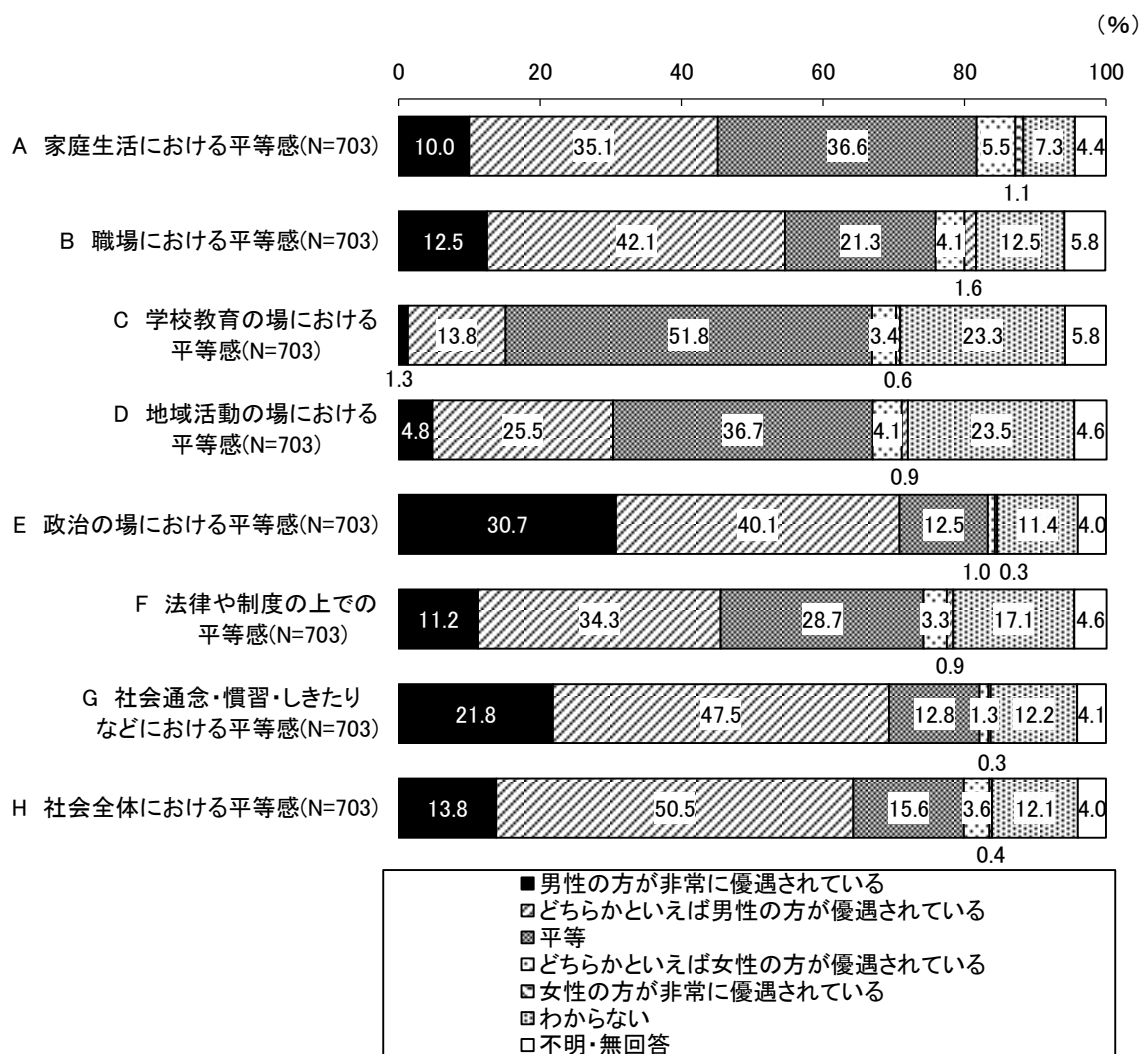 (%)
0 20 40 60 80 100
A 家庭生活における平等感(N=703) 10.0 35.1 36.6 5.5 7.3 4.4
1.1
B 職場における平等感(N=703) 12.5 42.1 21.3 4.1 12.5 5.8
1.6
C 学校教育の場における
平等感(N=703) 13.8 51.8 3.4 23.3 5.8
1.3 0.6
D 地域活動の場における
平等感(N=703) 4.8 25.5 36.7 4.1 23.5 4.6
0.9
E 政治の場における平等感(N=703) 30.7 40.1 12.5 11.4 4.0
1.0 0.3
F 法律や制度の上での
平等感(N=703) 11.2 34.3 28.7 3.3 17.1 4.6
0.9
G 社会通念・慣習・しきたり
などにおける平等感(N=703) 21.8 47.5 12.8 1.3 12.2 4.1
0.3
H 社会全体における平等感(N=703) 13.8 50.5 15.6 3.6 12.1 4.0
0.4
男性の方が非常に優遇されている
どちらかといえば男性の方が優遇されている
平等
どちらかといえば女性の方が優遇されている
女性の方が非常に優遇されている
わからない
不明・無回答